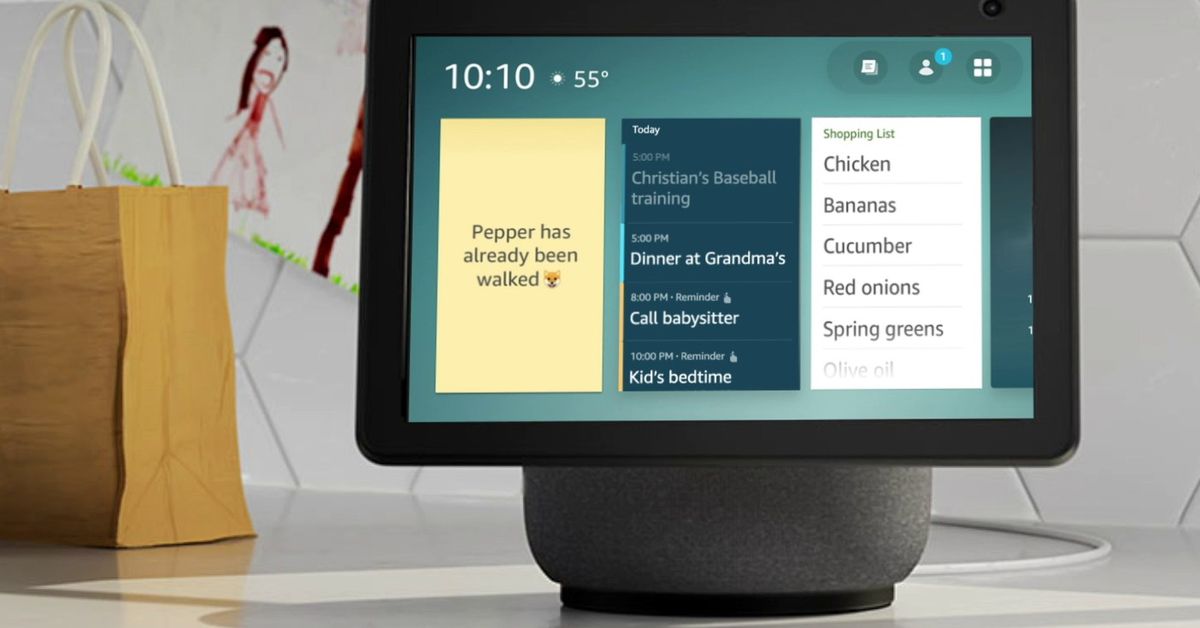 10:10 55°
1
Pepper has
already been
walked
Today
5:00 PM
Christian's Baseball
training
5:00 PM
Dinner at Grandma's
8:00 PM · Reminder
Call babysitter
10:00 PM · Reminder
Kid's bedtime
Shopping List
Chicken
Bananas
Cucumber
Red onions
Spring greens
Olive oil
1
1